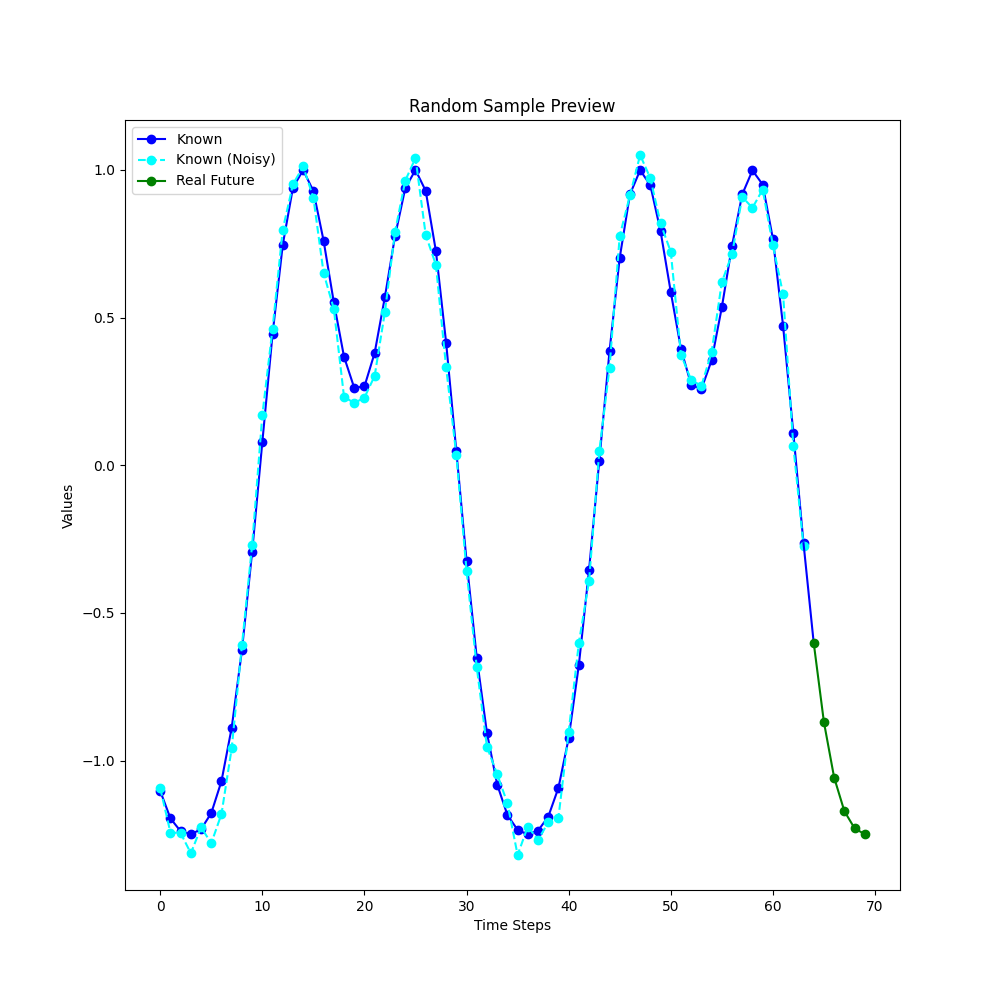 Random Sample Preview
Known
Known (Noisy)
Real Future
1.0
0.5
0.0
−0.5
−1.0
Values
0 10 20 30 40 50 60 70
Time Steps